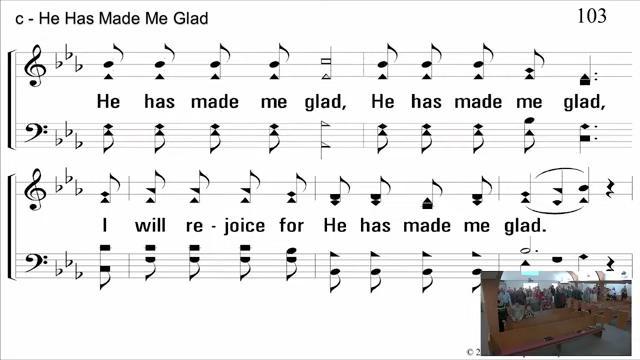 c - He Has Made Me Glad
103
He has made me glad, He has made me glad,
I will re - joice for He has made me glad.
© 2